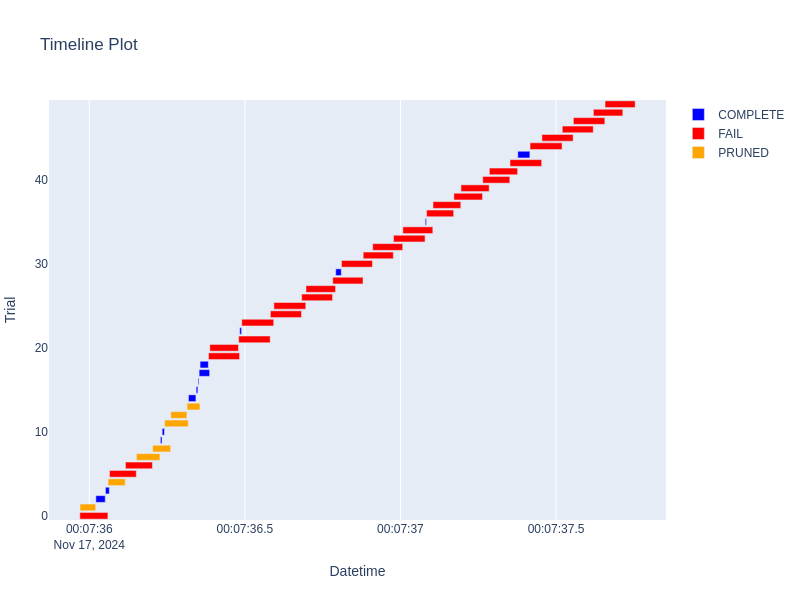 Timeline Plot
COMPLETE
FAIL
PRUNED
40
30
20
10
0
Trial
00:07:36
Nov 17, 2024
00:07:36.5
00:07:37
00:07:37.5
Datetime